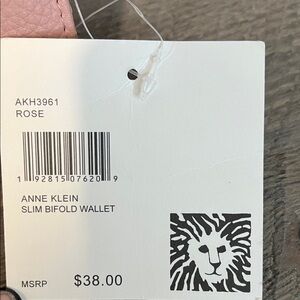 AKH3961
ROSE
1 92815 07620 9
ANNE KLEIN
SLIM BIFOLD WALLET
MSRP $38.00